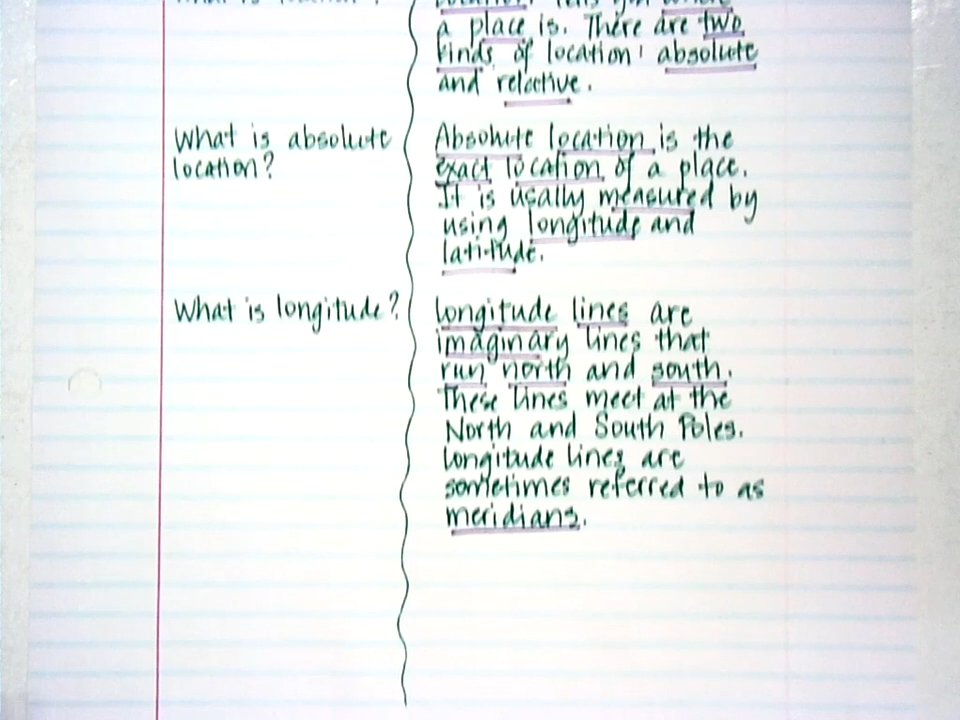 a place is. There are two
kinds of location: absolute
and relative.
What is absolute
location?
Absolute location is the
exact location of a place.
It is usally measured by
using longitude and
latitude.
What is longitude?
Longitude lines are
imaginary lines that
run north and south.
These lines meet at the
North and South Poles.
Longitude lines are
sometimes referred to as
meridians.